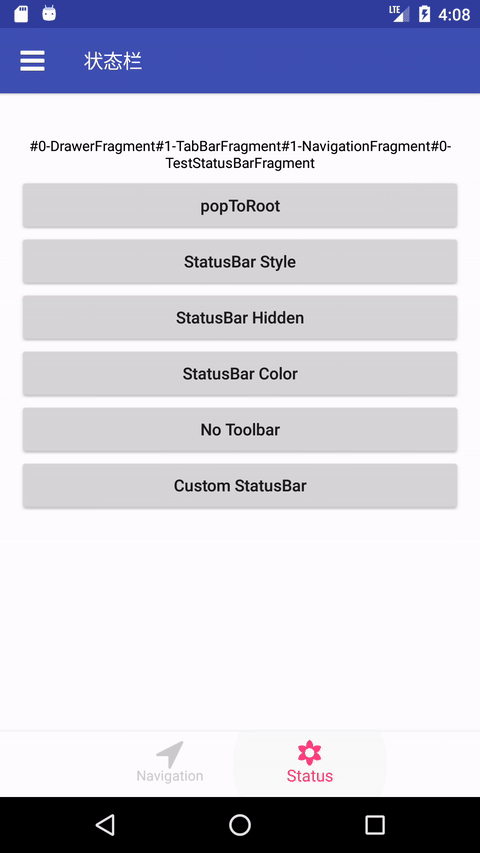 LTE 4:08
状态栏
#0-DrawerFragment#1-TabBarFragment#1-NavigationFragment#0-
TestStatusBarFragment
popToRoot
StatusBar Style
StatusBar Hidden
StatusBar Color
No Toolbar
Custom StatusBar
Navigation
Status